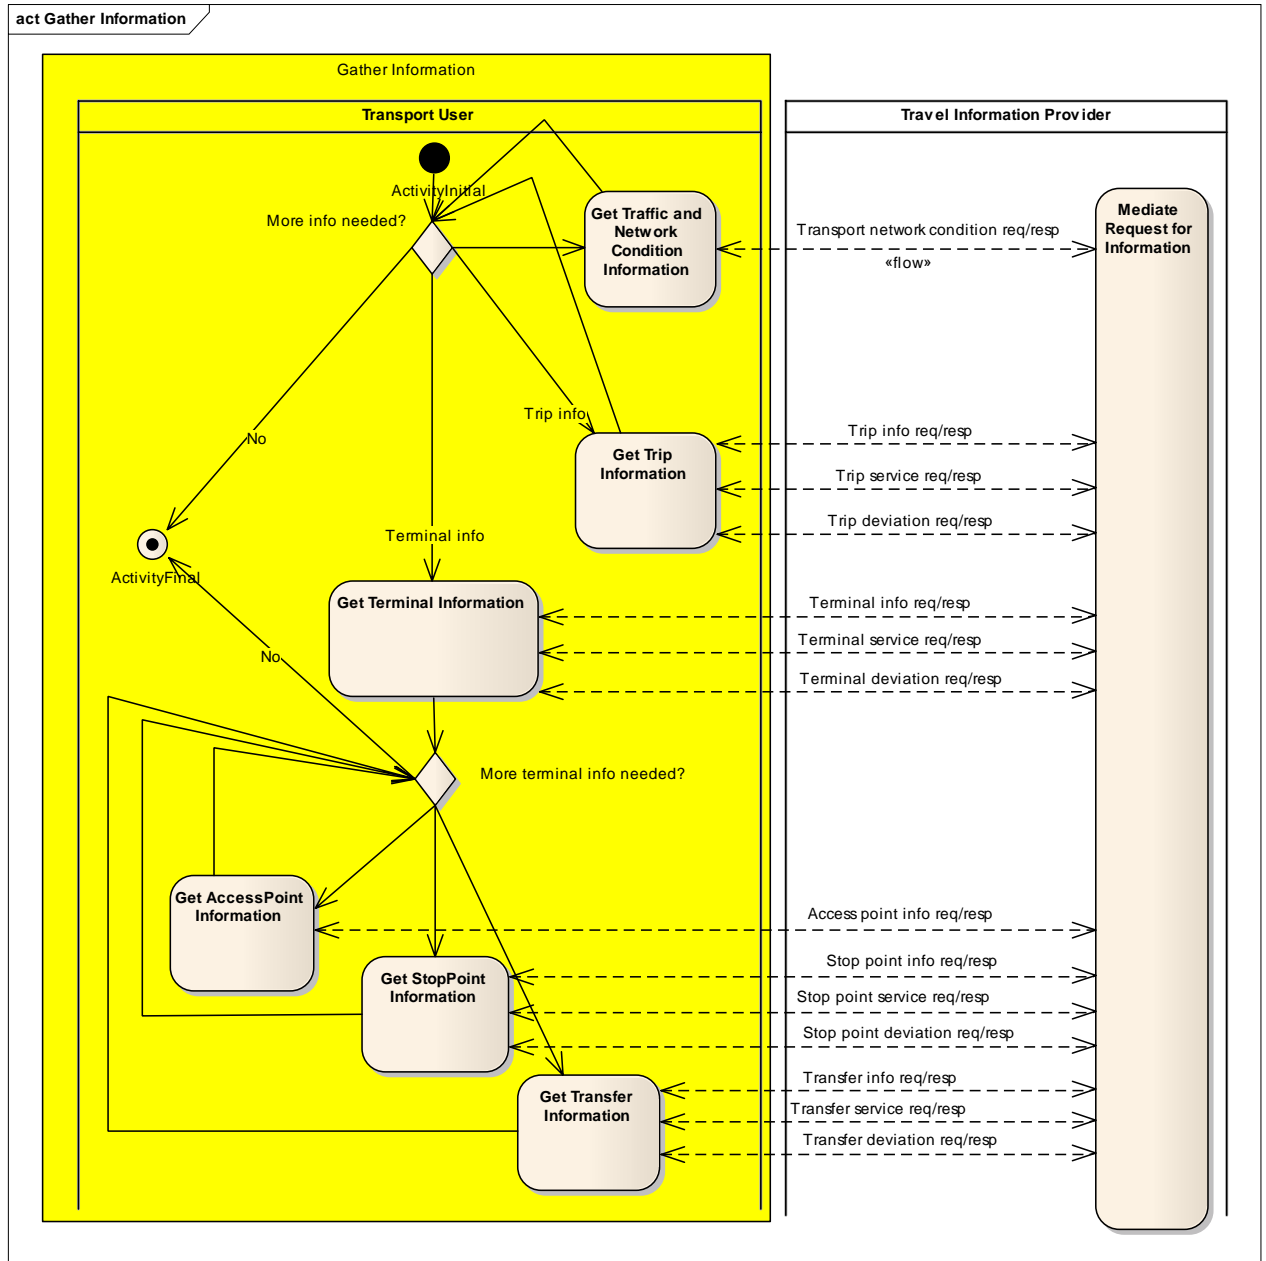 act Gather Information
Gather Information
Transport User
Travel Information Provider
ActivityInitial
More info needed?
Get Traffic and
Network
Condition
Information
Transport network condition req/resp
«flow»
Mediate
Request for
Information
Trip info
No
Get Trip
Information
Trip info req/resp
Trip service req/resp
Trip deviation req/resp
Terminal info
ActivityFinal
Get Terminal Information
Terminal info req/resp
Terminal service req/resp
Terminal deviation req/resp
No
More terminal info needed?
Get AccessPoint
Information
Access point info req/resp
Get StopPoint
Information
Stop point info req/resp
Stop point service req/resp
Stop point deviation req/resp
Get Transfer
Information
Transfer info req/resp
Transfer service req/resp
Transfer deviation req/resp